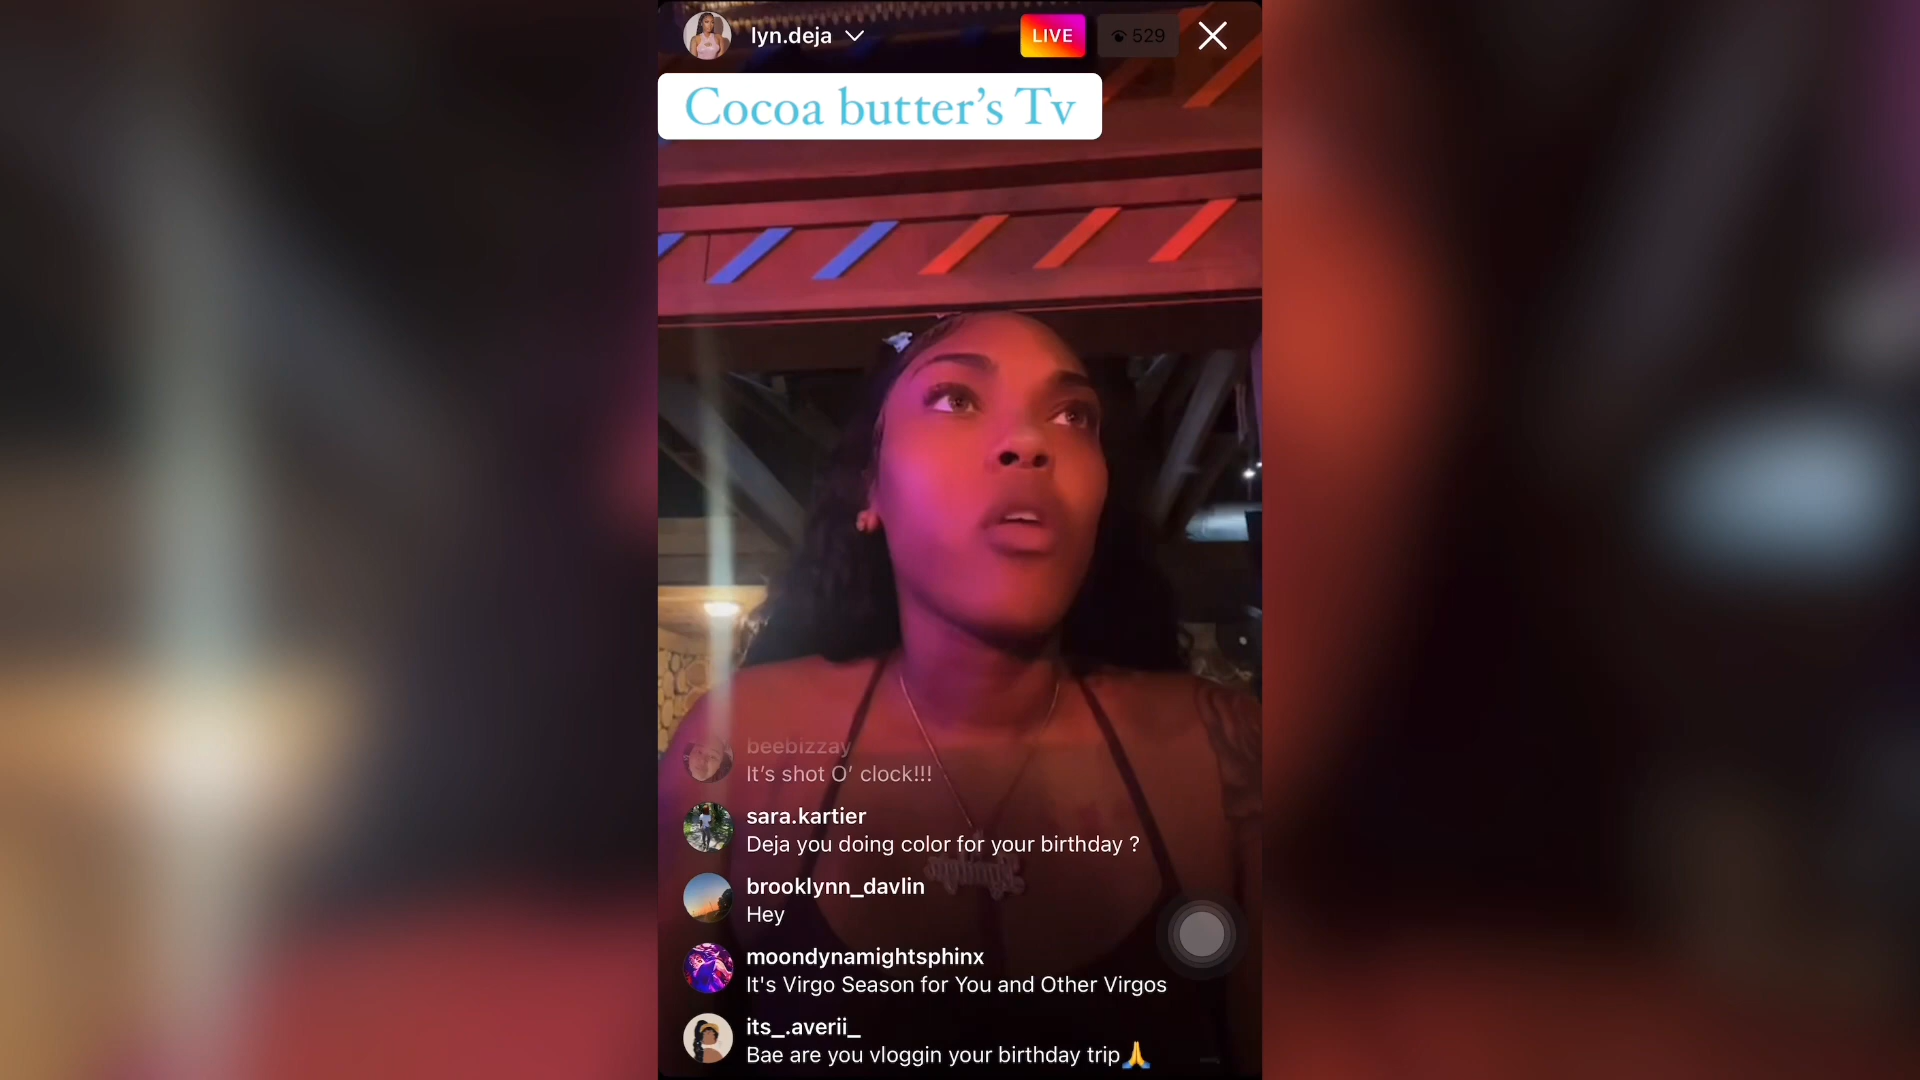 lyn.deja
LIVE
529
Cocoa butter’s Tv
beebizzay
It’s shot O’ clock!!!
sara.kartier
Deja you doing color for your birthday ?
brooklynn_davlin
Hey
moondynamightsphinx
It's Virgo Season for You and Other Virgos
its_.averii_
Bae are you vloggin your birthday trip🙏